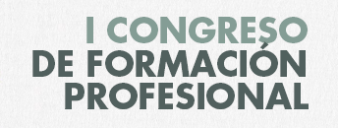 I CONGRESO
DE FORMACIÓN
PROFESIONAL